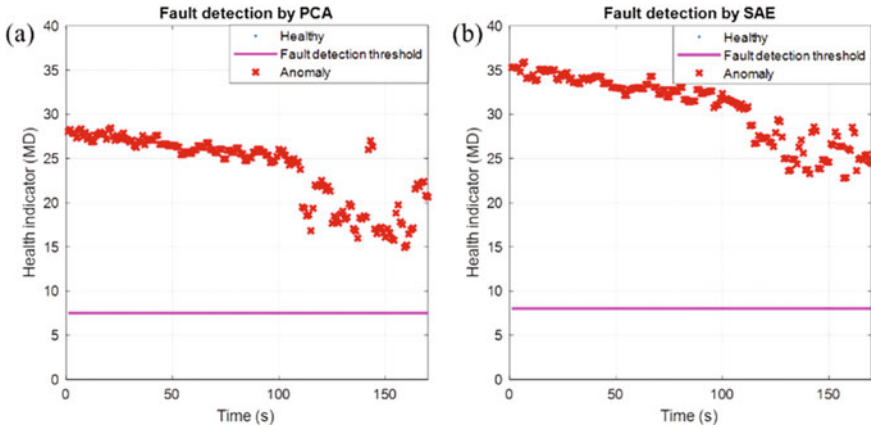 (a)
Fault detection by PCA
Healthy
Fault detection threshold
Anomaly
Health indicator (MD)
40
35
30
25
20
15
10
5
0
0 50 100 150
Time (s)
(b)
Fault detection by SAE
Healthy
Fault detection threshold
Anomaly
Health indicator (MD)
40
35
30
25
20
15
10
5
0
0 50 100 150
Time (s)